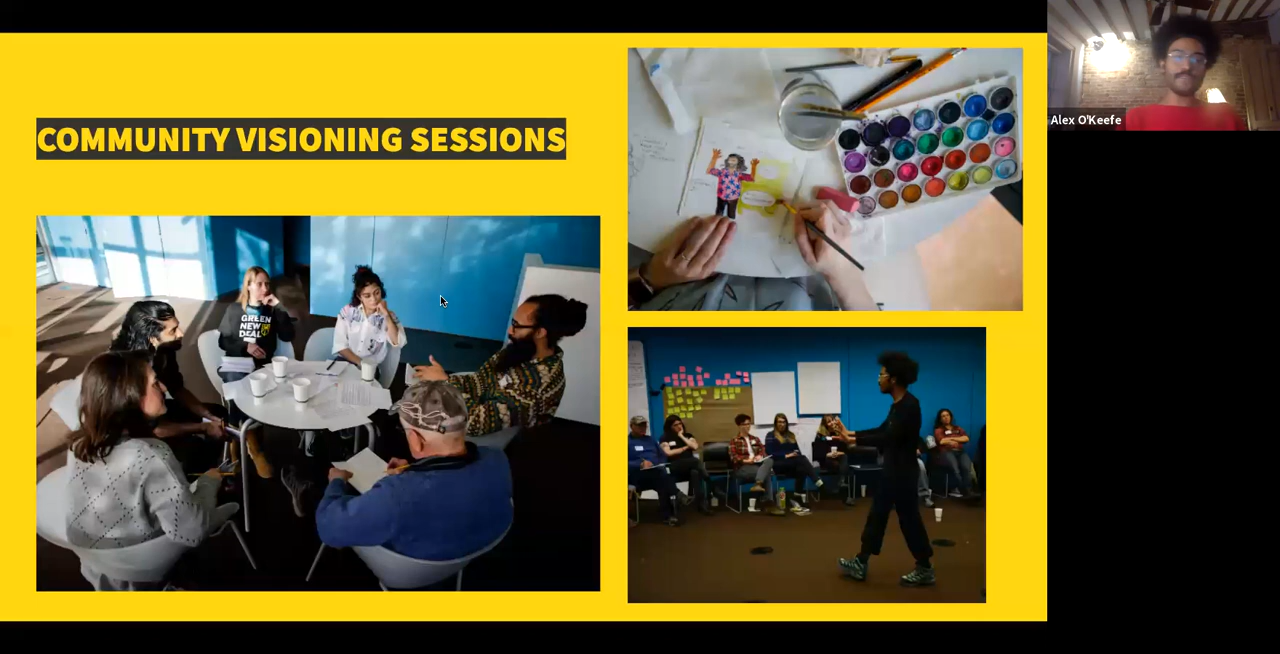 COMMUNITY VISIONING SESSIONS
GREEN
NEW
DEAL
Alex O'Keefe